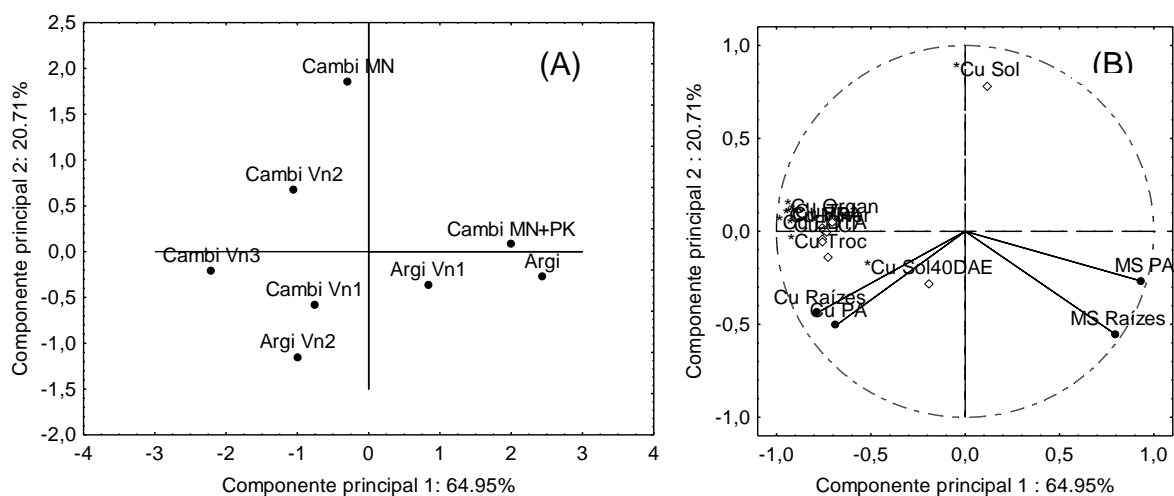 (A)
Componente principal 2: 20.71%
2,5
2,0
1,5
1,0
0,5
0,0
-0,5
-1,0
-1,5
2,0
Cambi MN
Cambi Vn2
Cambi MN+PK
Cambi Vn3
Argi Vn1
Argi
Cambi Vn1
Argi Vn2
-4 -3 -2 -1 0 1 2 3 4
Componente principal 1: 64.95%
(B)
Componente principal 2 : 20.71%
1,0
0,5
0,0
-0,5
-1,0
*Cu Sol
*Cu Organ
*Cu Troc
*Cu Sol40DAE
MS PA
Cu Raízes
Cu PA
MS Raízes
-1,0 -0,5 0,0 0,5 1,0
Componente principal 1 : 64.95%